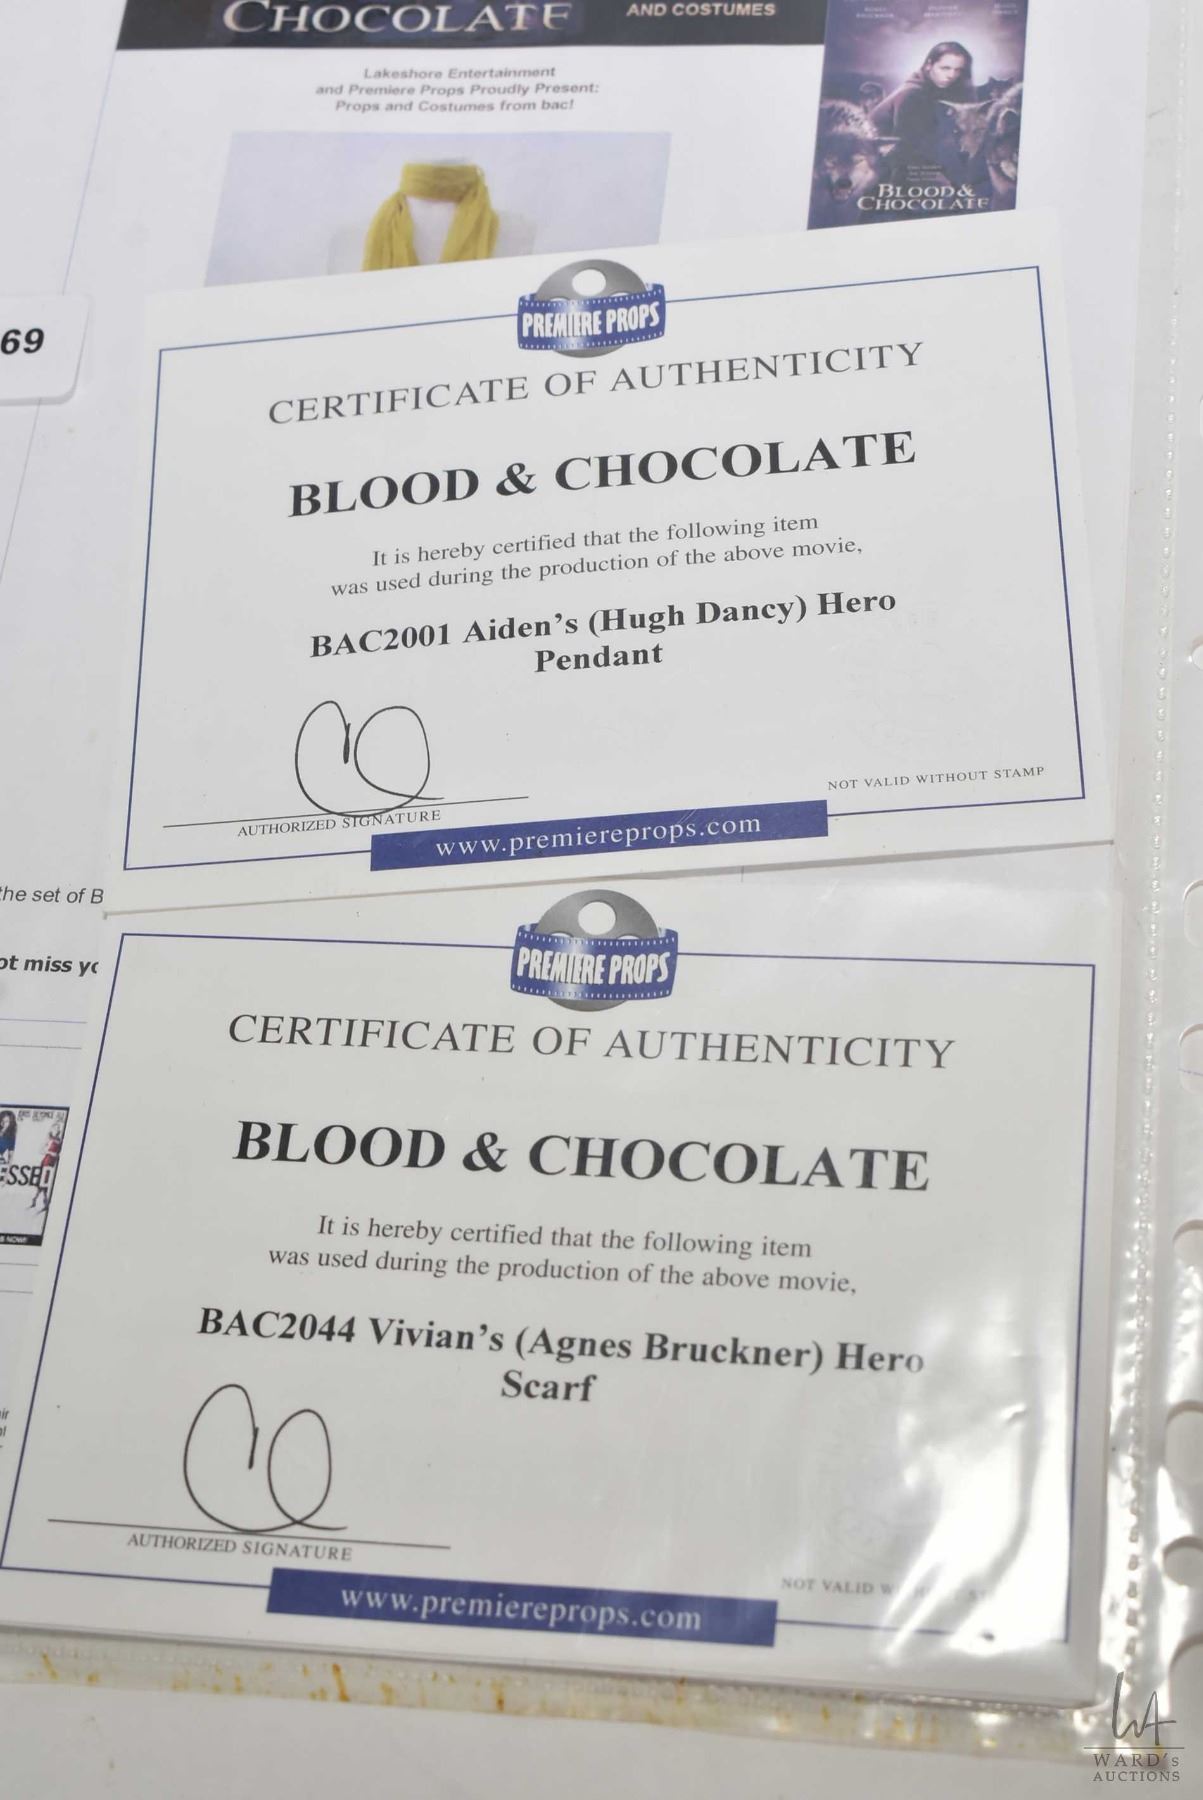 CHOCOLATE
AND COSTUMES
Lakeshore Entertainment
and Premiere Props Proudly Present:
Props and Costumes from bac!
BLOOD &
CHOCOLATE
69
PREMIERE PROPS
CERTIFICATE OF AUTHENTICITY
BLOOD & CHOCOLATE
It is hereby certified that the following item
was used during the production of the above movie,
BAC2001 Aiden's (Hugh Dancy) Hero
Pendant
NOT VALID WITHOUT STAMP
AUTHORIZED SIGNATURE
www.premiereprops.com
the set of B
ot miss yo
PREMIERE PROPS
CERTIFICATE OF AUTHENTICITY
BLOOD & CHOCOLATE
It is hereby certified that the following item
was used during the production of the above movie,
BAC2044 Vivian's (Agnes Bruckner) Hero
Scarf
AUTHORIZED SIGNATURE
NOT VALID W
www.premiereprops.com
WARD's
AUCTIONS